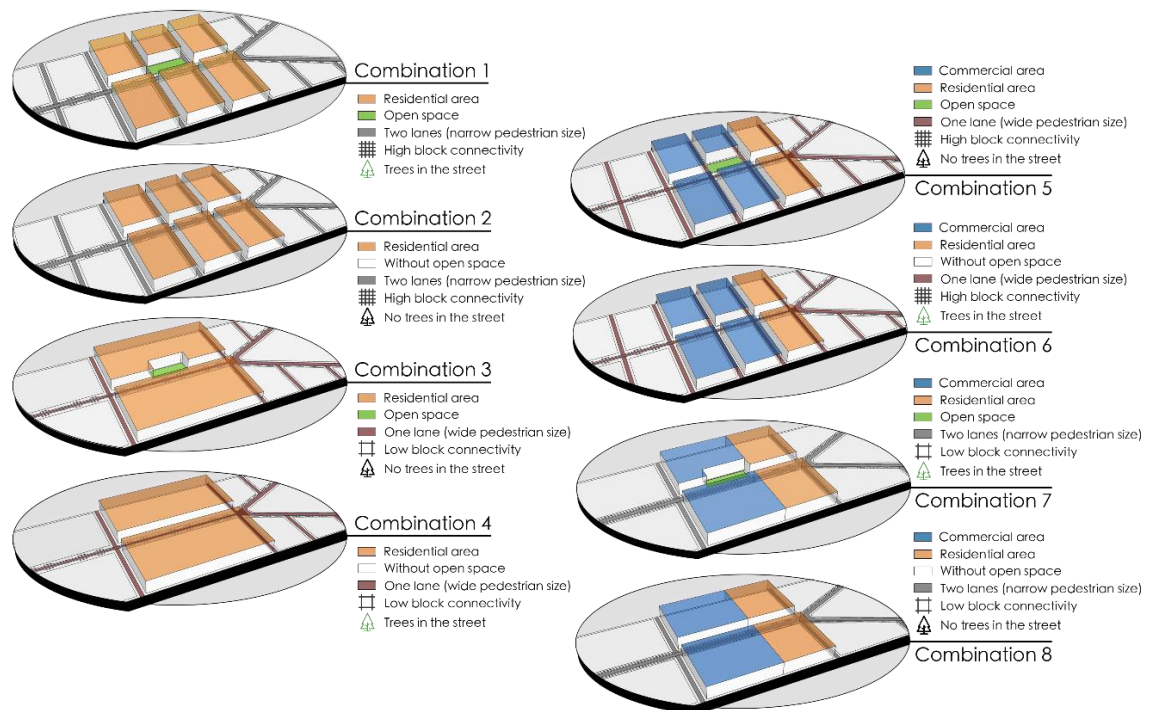 Combination 1
Residential area
Open space
Two lanes (narrow pedestrian size)
High block connectivity
Trees in the street
Combination 2
Residential area
Without open space
Two lanes (narrow pedestrian size)
High block connectivity
No trees in the street
Combination 3
Residential area
Open space
One lane (wide pedestrian size)
Low block connectivity
No trees in the street
Combination 4
Residential area
Without open space
One lane (wide pedestrian size)
Low block connectivity
Trees in the street
Commercial area
Residential area
Open space
One lane (wide pedestrian size)
High block connectivity
No trees in the street
Combination 5
Commercial area
Residential area
Without open space
One lane (wide pedestrian size)
High block connectivity
Trees in the street
Combination 6
Commercial area
Residential area
Open space
Two lanes (narrow pedestrian size)
Low block connectivity
Trees in the street
Combination 7
Commercial area
Residential area
Without open space
Two lanes (narrow pedestrian size)
Low block connectivity
No trees in the street
Combination 8